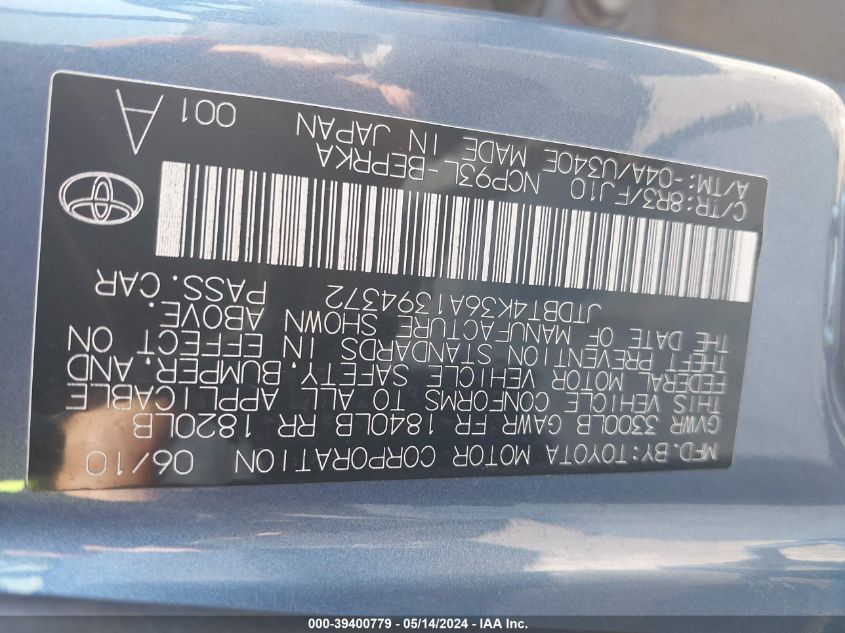 MFD.BY:TOYOTA MOTOR CORPORATION 06/10
GVWR 3300LB GAWR FR 1840LB RR 1820LB
THIS VEHICLE CONFORMS TO ALL APPLICABLE
FEDERAL MOTOR VEHICLE SAFETY, BUMPER, AND
THEFT PREVENTION STANDARDS IN EFFECT ON
THE DATE OF MANUFACTURE SHOWN ABOVE.
JTDBT4K36A1394372 PASS. CAR
C/TR:8R3/FJ10 NCP93L-BEPRKA
A/TM:-04A/U340E MADE IN JAPAN
001 A
000-39400779 - 05/14/2024 - IAA Inc.